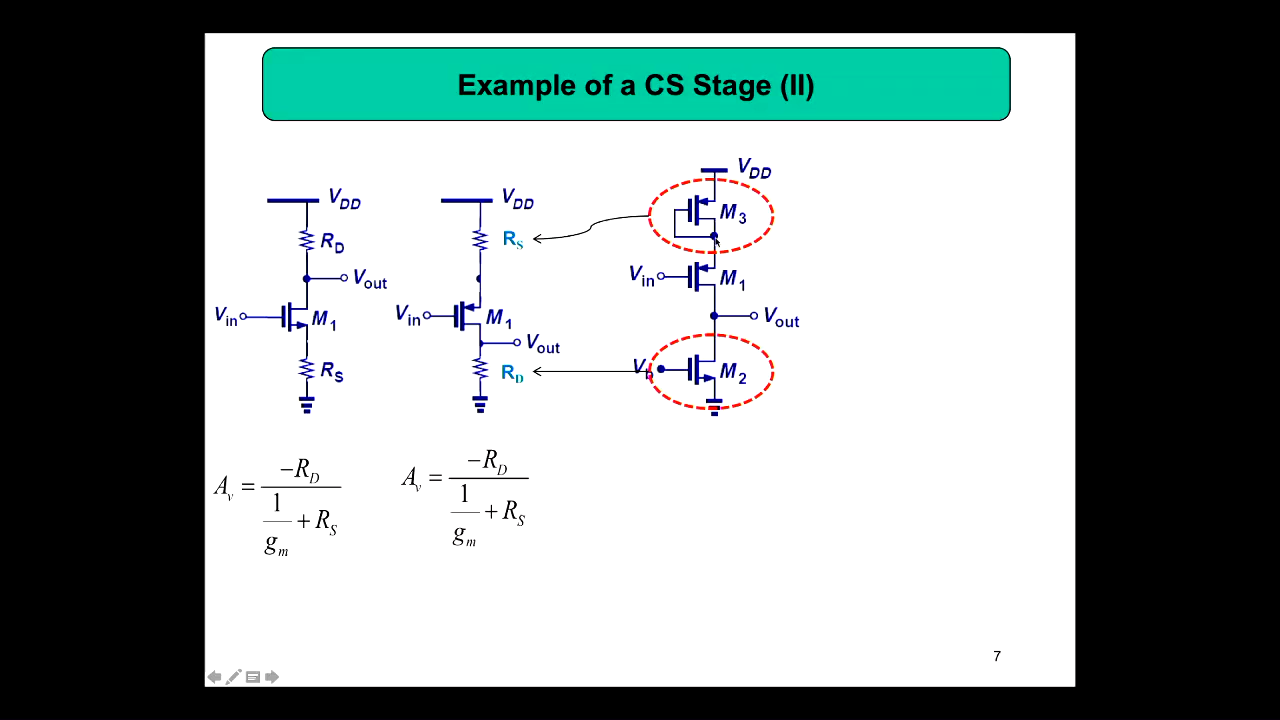 Example of a CS Stage (II)
VDD
RD
Vout
Vin
M1
RS
VDD
RS
Vin
M1
Vout
RD
VDD
M3
Vin
M1
Vout
Vb
M2
Av = −RD / (1/gm + RS)
Av = −RD / (1/gm + RS)
7